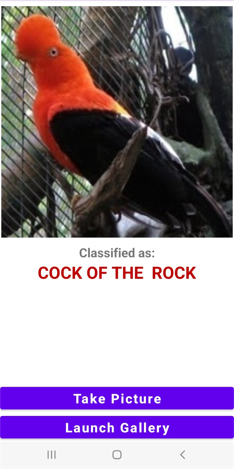 Classified as:
COCK OF THE  ROCK
Take Picture
Launch Gallery